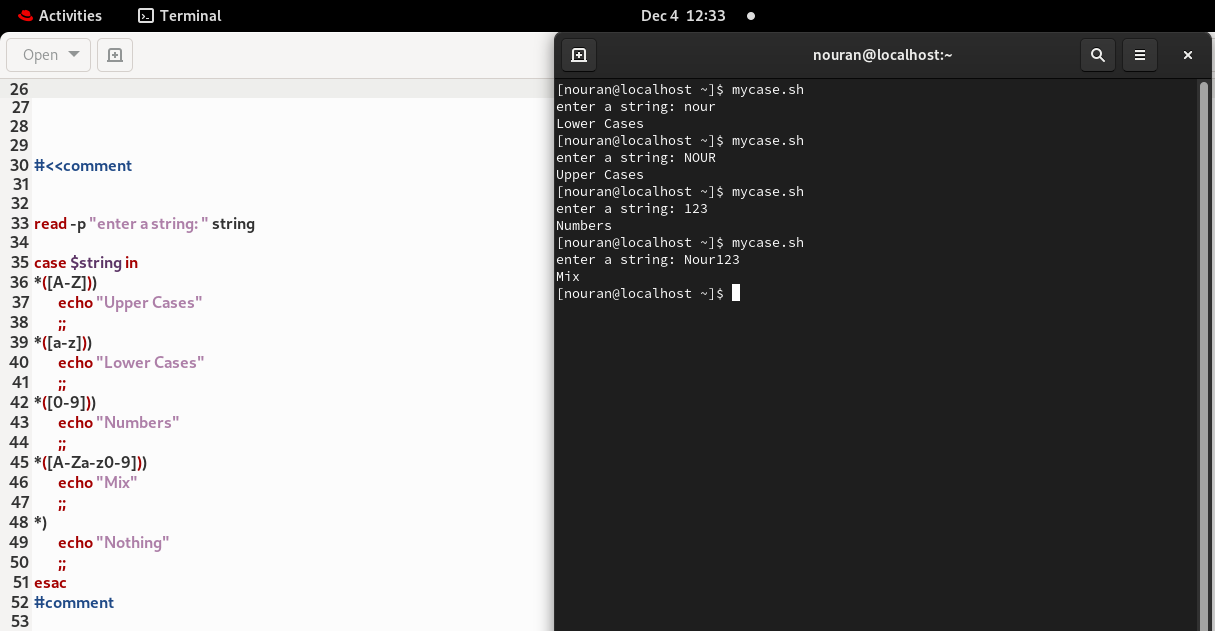 Activities Terminal Dec 4 12:33
Open nouran@localhost:~
26
27
28
29
30 #<<comment
31
32
33 read -p "enter a string: " string
34
35 case $string in
36 *([A-Z]))
37 echo "Upper Cases"
38 ;;
39 *([a-z]))
40 echo "Lower Cases"
41 ;;
42 *([0-9]))
43 echo "Numbers"
44 ;;
45 *([A-Za-z0-9]))
46 echo "Mix"
47 ;;
48 *)
49 echo "Nothing"
50 ;;
51 esac
52 #comment
53
[nouran@localhost ~]$ mycase.sh
enter a string: nour
Lower Cases
[nouran@localhost ~]$ mycase.sh
enter a string: NOUR
Upper Cases
[nouran@localhost ~]$ mycase.sh
enter a string: 123
Numbers
[nouran@localhost ~]$ mycase.sh
enter a string: Nour123
Mix
[nouran@localhost ~]$